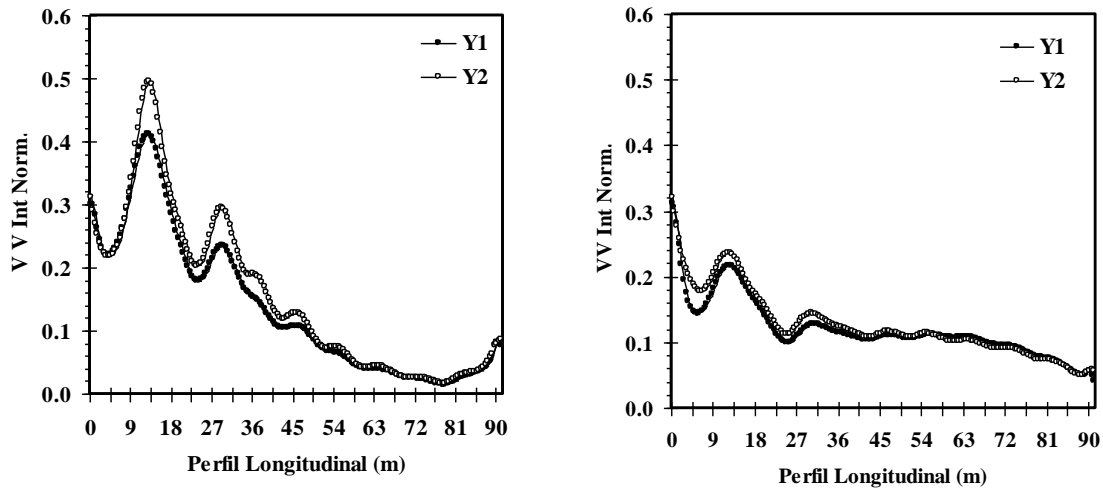 0.6
0.5
0.4
0.3
0.2
0.1
0.0
V V Int Norm.
Y1
Y2
0 9 18 27 36 45 54 63 72 81 90
Perfil Longitudinal (m)
0.6
0.5
0.4
0.3
0.2
0.1
0.0
VV Int Norm.
Y1
Y2
0 9 18 27 36 45 54 63 72 81 90
Perfil Longitudinal (m)